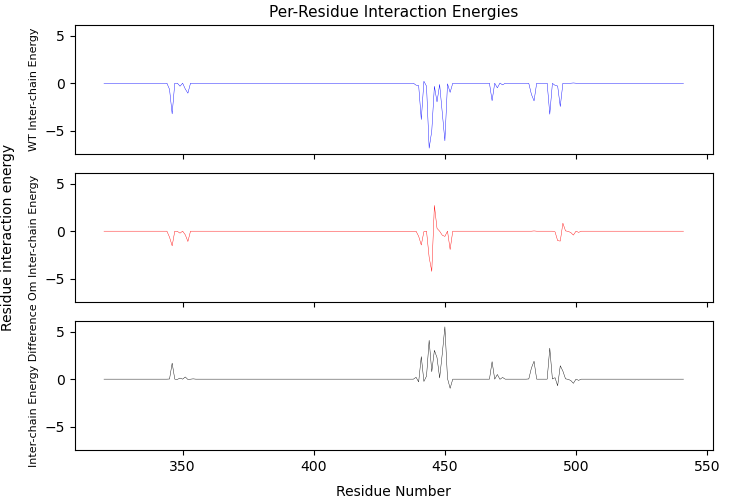 Per-Residue Interaction Energies
Residue interaction energy
WT Inter-chain Energy
5
0
−5
Om Inter-chain Energy
5
0
−5
Inter-chain Energy Difference
5
0
−5
350
400
450
500
550
Residue Number